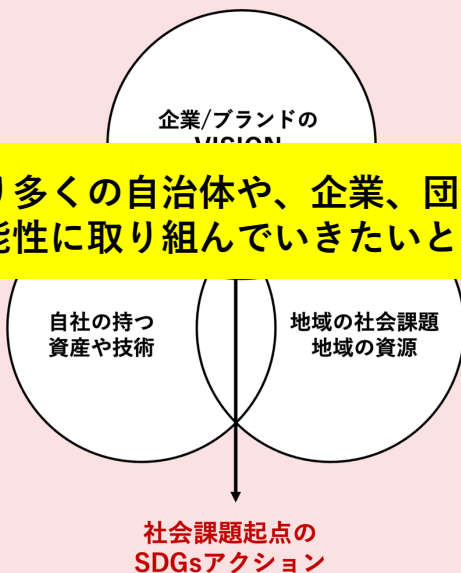 企業/ブランドの
VISION
り多くの自治体や、企業、団
能性に取り組んでいきたいと
自社の持つ
資産や技術
地域の社会課題
地域の資源
社会課題起点の
SDGsアクション